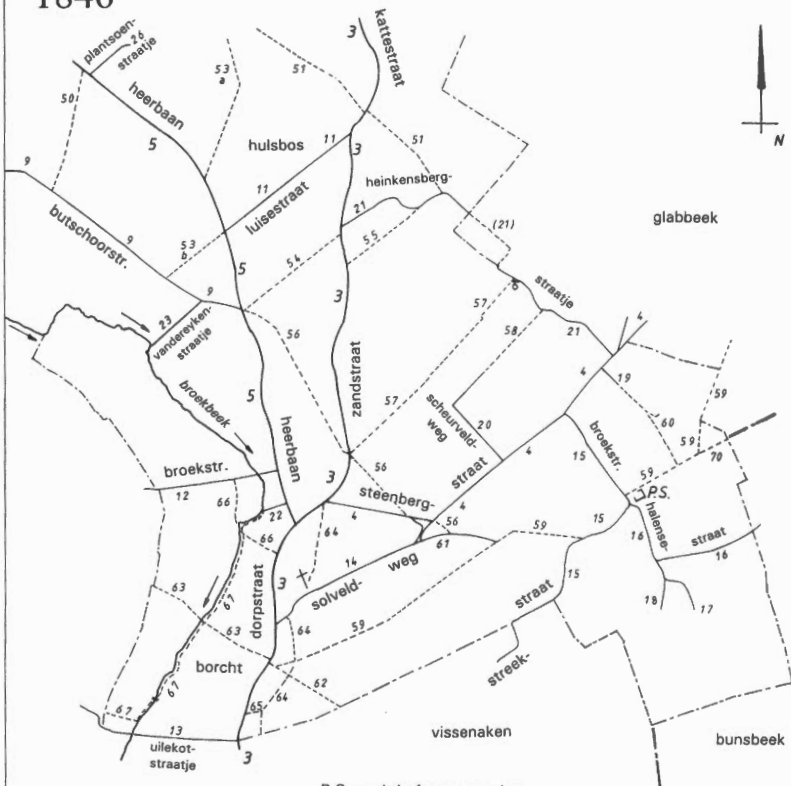 1846
plantsoen-
straatje
26
3
kattestraat
50
heerbaan
53
a
51
5
hulsbos
11
3
51
N
9
11
luisestraat
heinkensberg-
21
glabbeek
butschoorstr.
9
53
b
54
55
(21)
9
5
3
57
straatje
23
vandereyken-
straatje
56
58
21
4
broekbeek
5
zandstraat
57
scheurveld-
weg
20
4
19
59
60
heerbaan
broekstr.
15
59
59
70
broekstr.
12
66
3
56
straat
4
P.S.
22
steenberg-
4
4
56
halense-
66
64
61
59
15
16
straat
16
14
solveld-
weg
3
15
63
67
dorpstraat
straat
18
17
63
64
59
borcht
streek-
62
67
64
65
67
13
uilekot-
straatje
3
vissenaken
bunsbeek